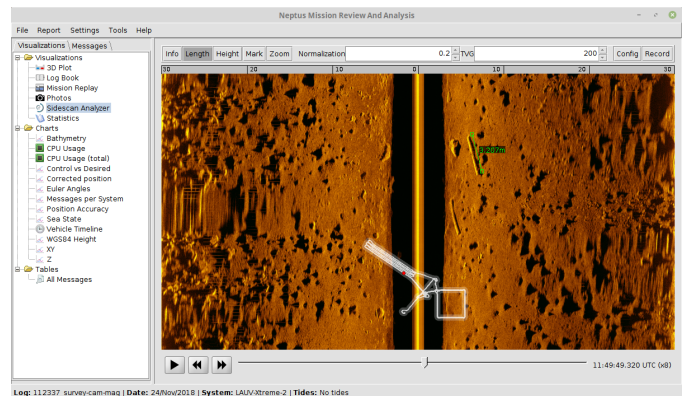 Neptus Mission Review And Analysis
File Report Settings Tools Help
Visualizations Messages
Visualizations
3D Plot
Log Book
Mission Replay
Photos
Sidescan Analyzer
Statistics
Charts
Bathymetry
CPU Usage
CPU Usage (total)
Control vs Desired
Corrected position
Euler Angles
Messages per System
Position Accuracy
Sea State
Vehicle Timeline
WGS84 Height
XY
Z
Tables
All Messages
Info Length Height Mark Zoom Normalization 0.2 TVG 200 Config Record
30 20 10 0 10 20 30
11:49:49.320 UTC (x8)
Log: 112337_survey-cam-mag | Date: 24/Nov/2018 | System: LAUV-Xtreme-2 | Tides: No tides